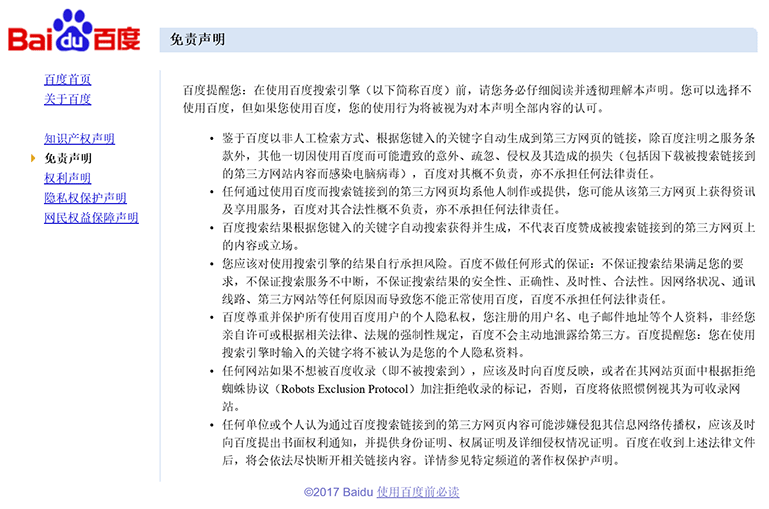 Bai du 百度
免责声明
百度首页
关于百度
知识产权声明
免责声明
权利声明
隐私权保护声明
网民权益保障声明
百度提醒您：在使用百度搜索引擎（以下简称百度）前，请您务必仔细阅读并透彻理解本声明。您可以选择不
使用百度，但如果您使用百度，您的使用行为将被视为对本声明全部内容的认可。
• 鉴于百度以非人工检索方式、根据您键入的关键字自动生成到第三方网页的链接，除百度注明之服务条
款外，其他一切因使用百度而可能遭致的意外、疏忽、侵权及其造成的损失（包括因下载被搜索链接到
的第三方网站内容而感染电脑病毒），百度对其概不负责，亦不承担任何法律责任。
• 任何通过使用百度而搜索链接到的第三方网页均系他人制作或提供，您可能从该第三方网页上获得资讯
及享用服务，百度对其合法性概不负责，亦不承担任何法律责任。
• 百度搜索结果根据您键入的关键字自动搜索获得并生成，不代表百度赞成被搜索链接到的第三方网页上
的内容或立场。
• 您应该对使用搜索引擎的结果自行承担风险。百度不做任何形式的保证：不保证搜索结果满足您的要
求，不保证搜索服务不中断，不保证搜索结果的安全性、正确性、及时性、合法性。因网络状况、通讯
线路、第三方网站等任何原因而导致您不能正常使用百度，百度不承担任何法律责任。
• 百度尊重并保护所有使用百度用户的个人隐私权，您注册的用户名、电子邮件地址等个人资料，非经您
亲自许可或根据相关法律、法规的强制性规定，百度不会主动地泄露给第三方。百度提醒您：您在使用
搜索引擎时输入的关键字将不被认为是您的个人隐私资料。
• 任何网站如果不想被百度收录（即不被搜索到），应该及时向百度反映，或者在其网站页面中根据拒绝
蜘蛛协议（Robots Exclusion Protocol）加注拒绝收录的标记，否则，百度将依照惯例视其为可收录网
站。
• 任何单位或个人认为通过百度搜索链接到的第三方网页内容可能涉嫌侵犯其信息网络传播权，应该及时
向百度提出书面权利通知，并提供身份证明、权属证明及详细侵权情况证明。百度在收到上述法律文件
后，将会依法尽快断开相关链接内容。详情参见特定频道的著作权保护声明。
©2017 Baidu 使用百度前必读